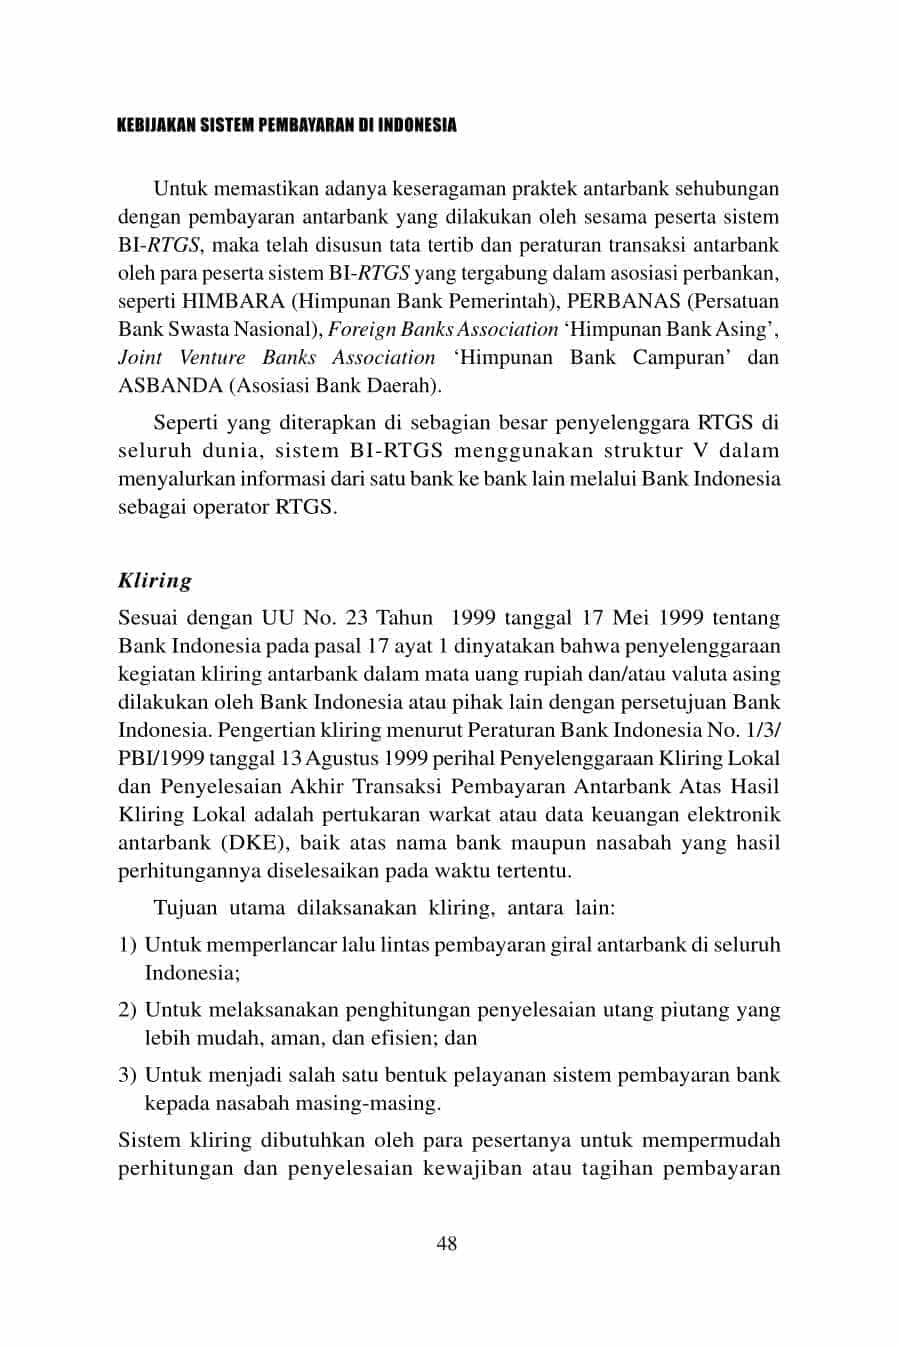 KEBIJAKAN SISTEM PEMBAYARAN DI INDONESIA
Untuk memastikan adanya keseragaman praktek antarbank sehubungan
dengan pembayaran antarbank yang dilakukan oleh sesama peserta sistem
BI-RTGS, maka telah disusun tata tertib dan peraturan transaksi antarbank
oleh para peserta sistem BI-RTGS yang tergabung dalam asosiasi perbankan,
seperti HIMBARA (Himpunan Bank Pemerintah), PERBANAS (Persatuan
Bank Swasta Nasional), Foreign Banks Association ‘Himpunan Bank Asing’,
Joint Venture Banks Association ‘Himpunan Bank Campuran’ dan
ASBANDA (Asosiasi Bank Daerah).
Seperti yang diterapkan di sebagian besar penyelenggara RTGS di
seluruh dunia, sistem BI-RTGS menggunakan struktur V dalam
menyalurkan informasi dari satu bank ke bank lain melalui Bank Indonesia
sebagai operator RTGS.
Kliring
Sesuai dengan UU No. 23 Tahun 1999 tanggal 17 Mei 1999 tentang
Bank Indonesia pada pasal 17 ayat 1 dinyatakan bahwa penyelenggaraan
kegiatan kliring antarbank dalam mata uang rupiah dan/atau valuta asing
dilakukan oleh Bank Indonesia atau pihak lain dengan persetujuan Bank
Indonesia. Pengertian kliring menurut Peraturan Bank Indonesia No. 1/3/
PBI/1999 tanggal 13 Agustus 1999 perihal Penyelenggaraan Kliring Lokal
dan Penyelesaian Akhir Transaksi Pembayaran Antarbank Atas Hasil
Kliring Lokal adalah pertukaran warkat atau data keuangan elektronik
antarbank (DKE), baik atas nama bank maupun nasabah yang hasil
perhitungannya diselesaikan pada waktu tertentu.
Tujuan utama dilaksanakan kliring, antara lain:
1) Untuk memperlancar lalu lintas pembayaran giral antarbank di seluruh
Indonesia;
2) Untuk melaksanakan penghitungan penyelesaian utang piutang yang
lebih mudah, aman, dan efisien; dan
3) Untuk menjadi salah satu bentuk pelayanan sistem pembayaran bank
kepada nasabah masing-masing.
Sistem kliring dibutuhkan oleh para pesertanya untuk mempermudah
perhitungan dan penyelesaian kewajiban atau tagihan pembayaran
48